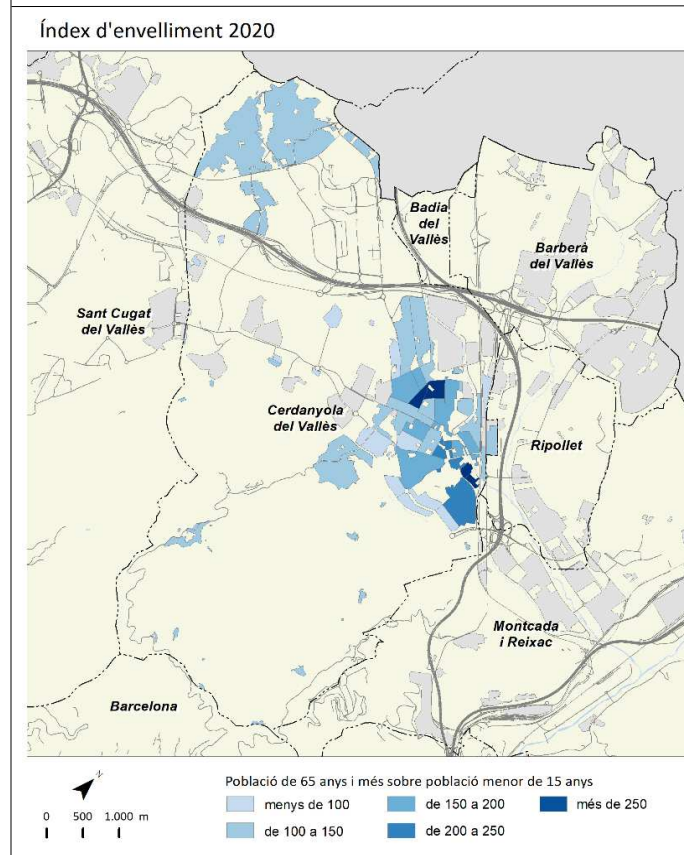 Índex d'envelliment 2020
Badia
del
Vallès
Barberà
del Vallès
Sant Cugat
del Vallès
Cerdanyola
del Vallès
Ripollet
Montcada
i Reixac
Barcelona
N
0 500 1.000 m
Població de 65 anys i més sobre població menor de 15 anys
menys de 100
de 150 a 200
més de 250
de 100 a 150
de 200 a 250